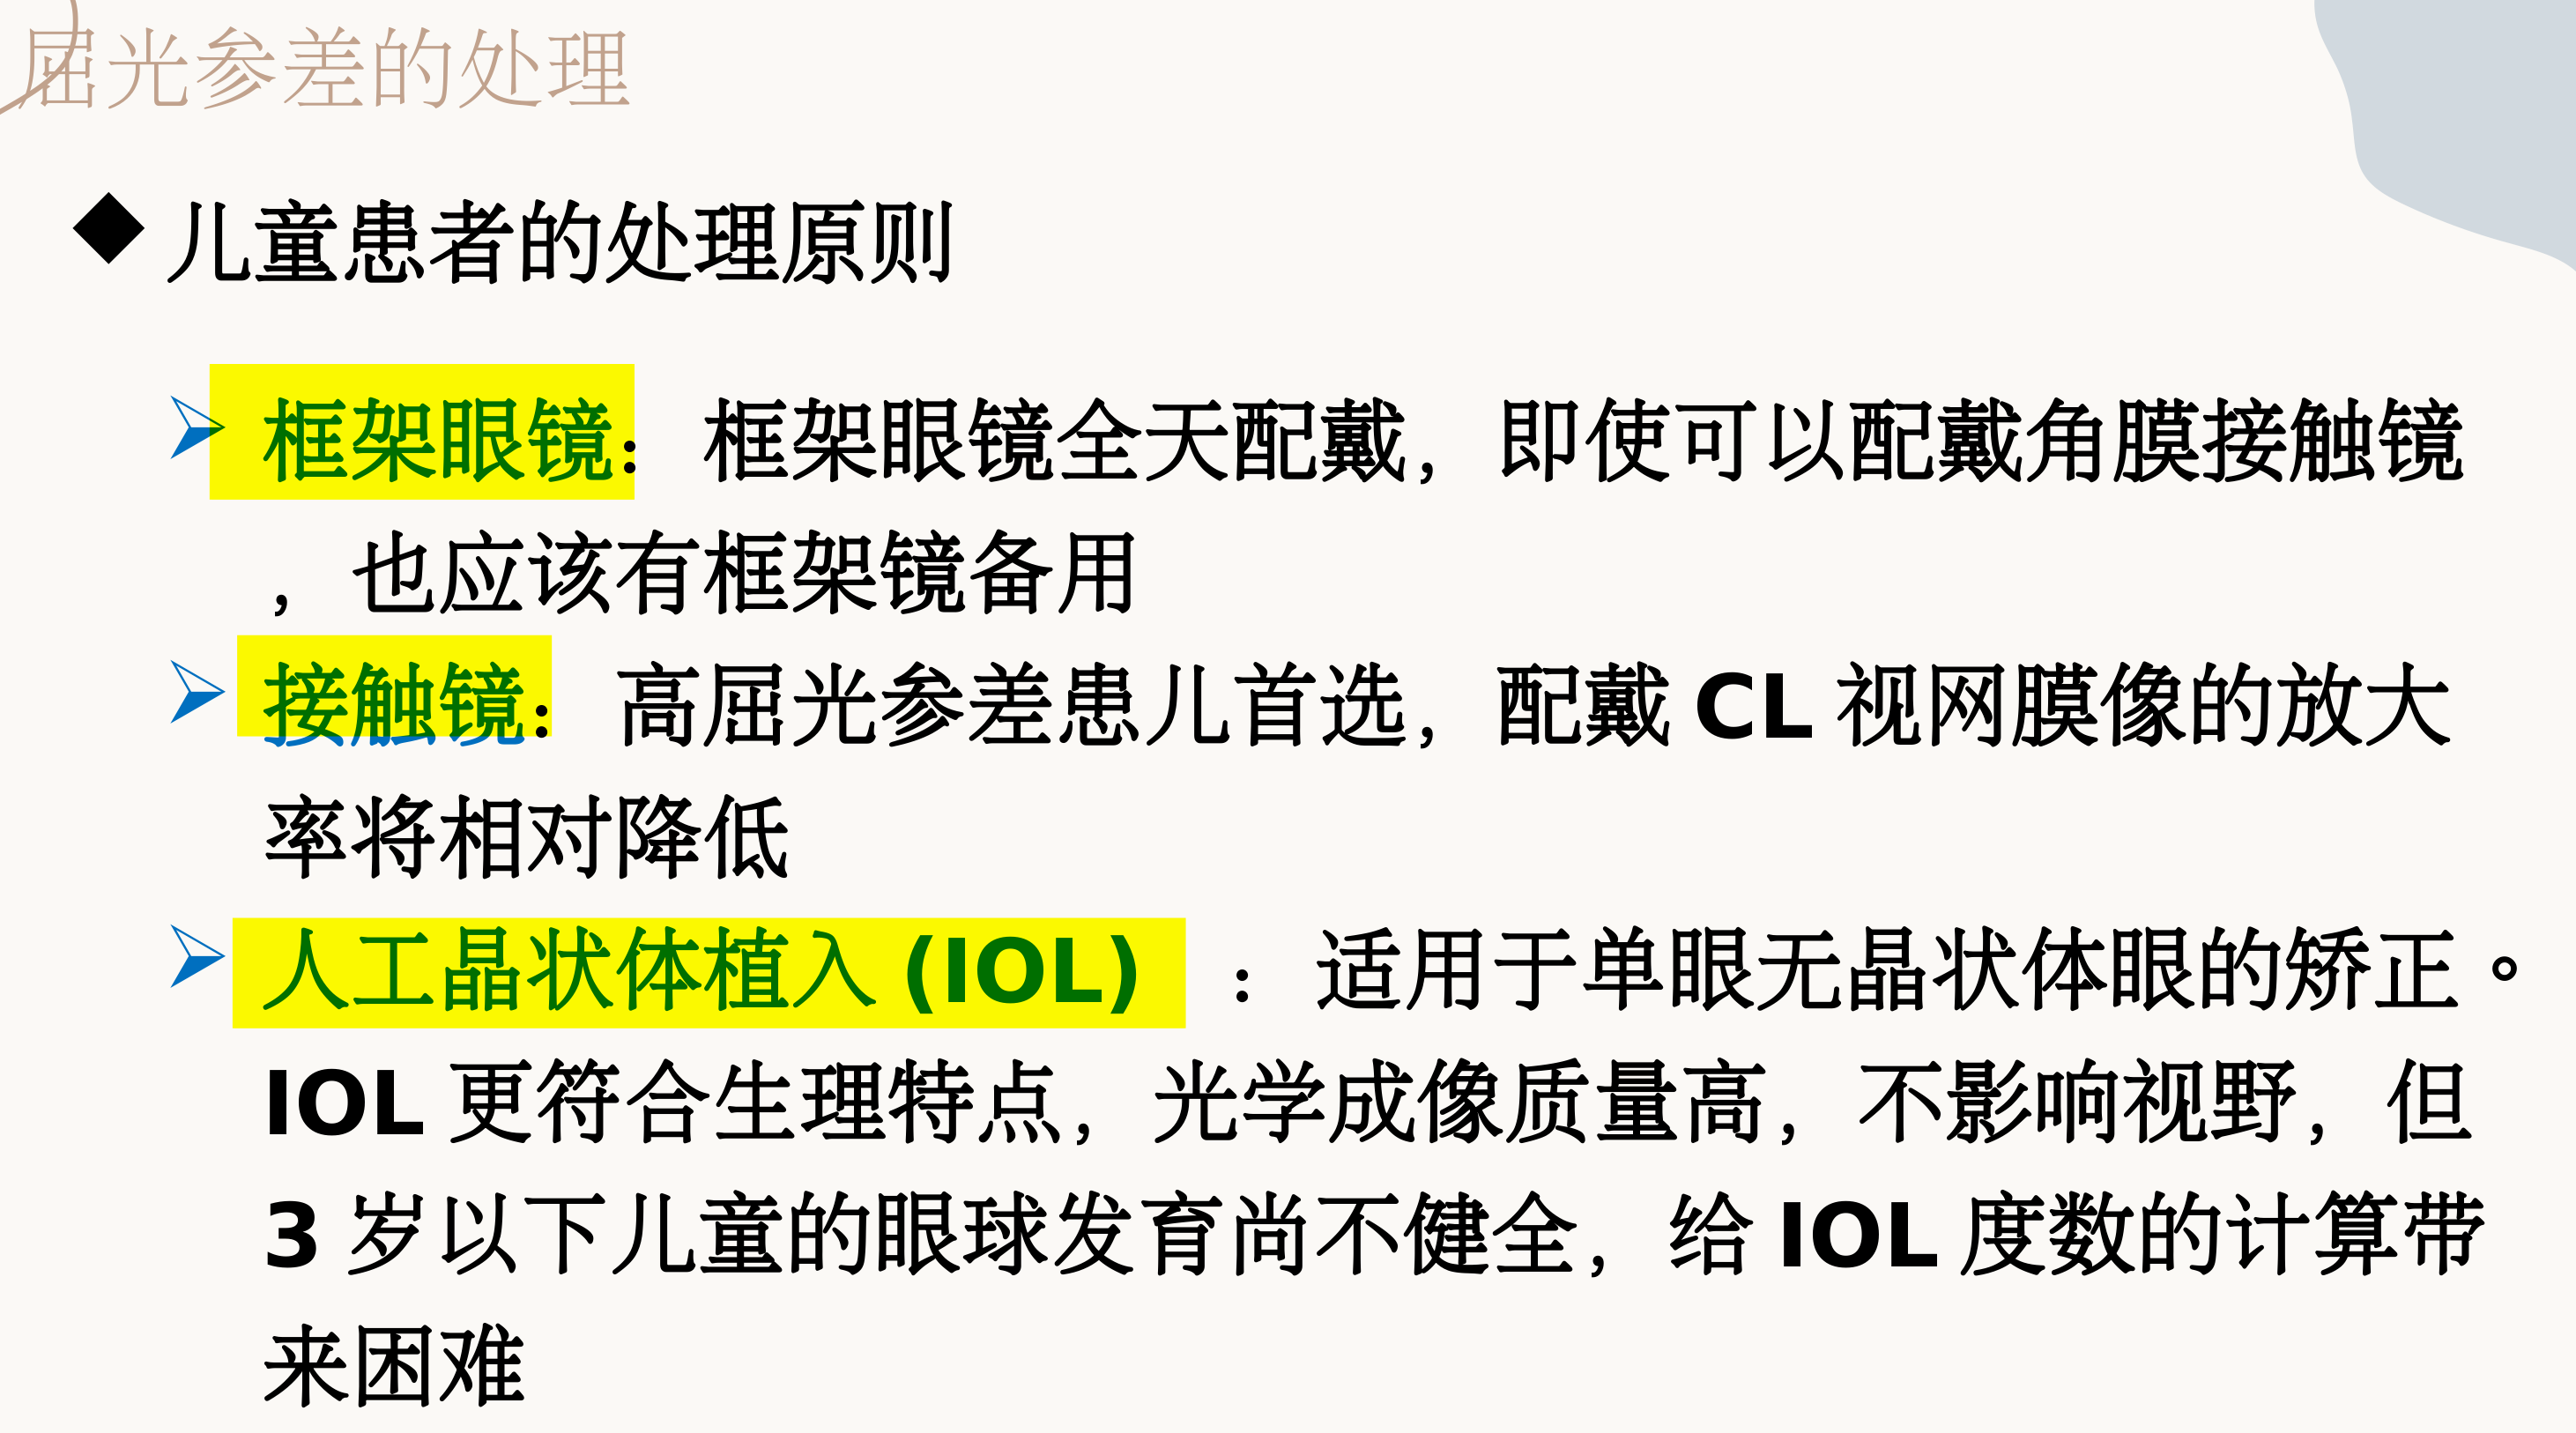 屈光参差的处理
◆儿童患者的处理原则
➢框架眼镜：框架眼镜全天配戴，即使可以配戴角膜接触镜
，也应该有框架镜备用
➢接触镜：高屈光参差患儿首选，配戴 CL 视网膜像的放大
率将相对降低
➢人工晶状体植入 (IOL) ：适用于单眼无晶状体眼的矫正。
IOL 更符合生理特点，光学成像质量高，不影响视野，但
3 岁以下儿童的眼球发育尚不健全，给 IOL 度数的计算带
来困难